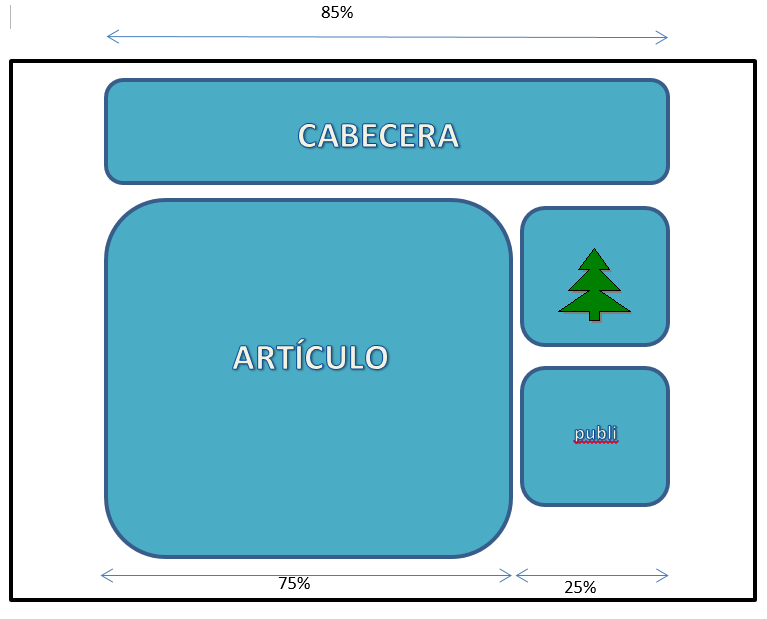 85%
CABECERA
ARTÍCULO
publi
75%
25%